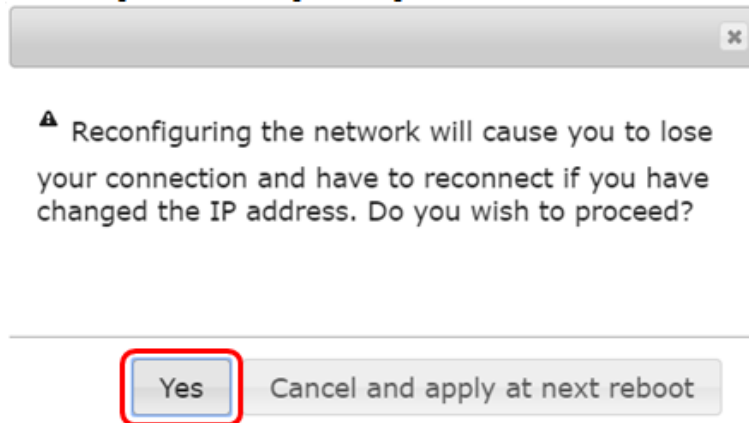 Reconfiguring the network will cause you to lose
your connection and have to reconnect if you have
changed the IP address. Do you wish to proceed?
Yes
Cancel and apply at next reboot